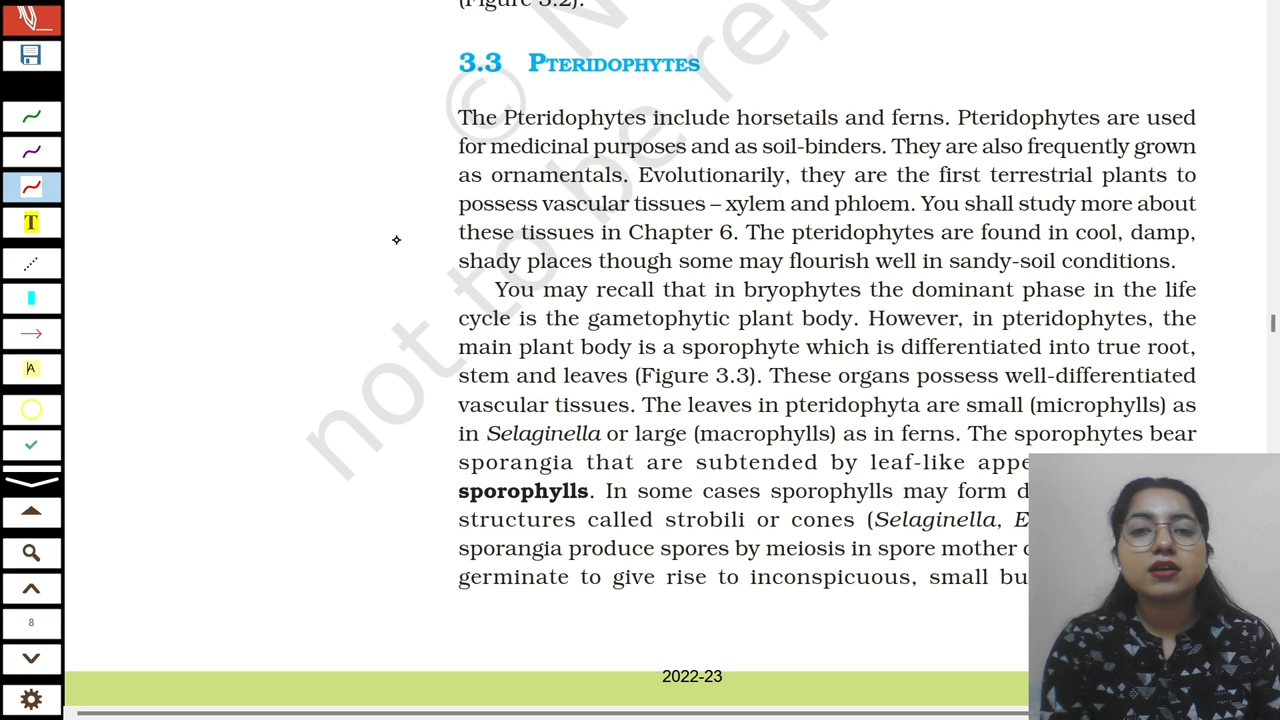 (Figure 3.2).
3.3 PTERIDOPHYTES
The Pteridophytes include horsetails and ferns. Pteridophytes are used
for medicinal purposes and as soil-binders. They are also frequently grown
as ornamentals. Evolutionarily, they are the first terrestrial plants to
possess vascular tissues – xylem and phloem. You shall study more about
these tissues in Chapter 6. The pteridophytes are found in cool, damp,
shady places though some may flourish well in sandy-soil conditions.
You may recall that in bryophytes the dominant phase in the life
cycle is the gametophytic plant body. However, in pteridophytes, the
main plant body is a sporophyte which is differentiated into true root,
stem and leaves (Figure 3.3). These organs possess well-differentiated
vascular tissues. The leaves in pteridophyta are small (microphylls) as
in Selaginella or large (macrophylls) as in ferns. The sporophytes bear
sporangia that are subtended by leaf-like appe
sporophylls. In some cases sporophylls may form d
structures called strobili or cones (Selaginella, E
sporangia produce spores by meiosis in spore mother
germinate to give rise to inconspicuous, small bu
2022-23
© N
not to be rep
T
A
8